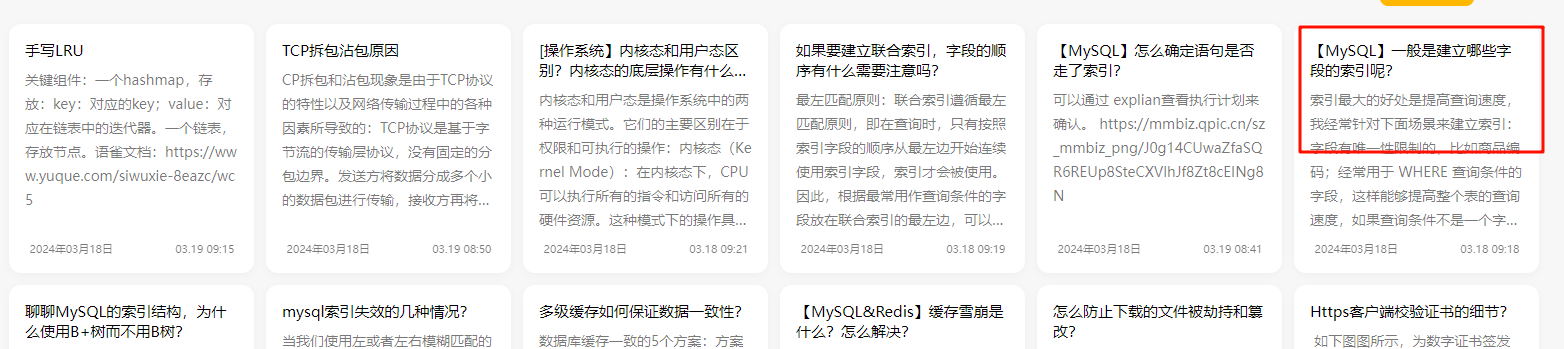 手写LRU
关键组件：一个hashmap，存
放：key：对应的key；value：对
应在链表中的迭代器。一个链表，
存放节点。语雀文档：https://ww
w.yuque.com/siwuxie-8eazc/wc
5
2024年03月18日 03.19 09:15
TCP拆包沾包原因
CP拆包和沾包现象是由于TCP协议
的特性以及网络传输过程中的各种
因素所导致的：TCP协议是基于字
节流的传输层协议，没有固定的分
包边界。发送方将数据分成多个小
的数据包进行传输，接收方再将...
2024年03月18日 03.19 08:50
[操作系统】内核态和用户态区
别？内核态的底层操作有什么...
内核态和用户态是操作系统中的两
种运行模式。它们的主要区别在于
权限和可执行的操作：内核态（Ke
rnel Mode）：在内核态下，CPU
可以执行所有的指令和访问所有的
硬件资源。这种模式下的操作具...
2024年03月18日 03.18 09:21
如果要建立联合索引，字段的顺
序有什么需要注意吗？
最左匹配原则：联合索引遵循最左
匹配原则，即在查询时，只有按照
索引字段的顺序从最左边开始连续
使用索引字段，索引才会被使用。
因此，根据最常用作查询条件的字
段放在联合索引的最左边，可以...
2024年03月18日 03.18 09:19
【MySQL】怎么确定语句是否
走了索引？
可以通过 explian查看执行计划来
确认。 https://mmbiz.qpic.cn/sz
_mmbiz_png/J0g14CUwaZfaSQ
R6REUp8SteCXVlhJf8Zt8cEINg8
N
2024年03月18日 03.19 08:41
【MySQL】一般是建立哪些字
段的索引呢？
索引最大的好处是提高查询速度，
我经常针对下面场景来建立索引：
字段有唯一性限制的，比如商品编
码；经常用于 WHERE 查询条件的
字段，这样能够提高整个表的查询
速度，如果查询条件不是一个字...
2024年03月18日 03.18 09:18
聊聊MySQL的索引结构，为什
么使用B+树而不用B树？
mysql索引失效的几种情况？
当我们使用左或者左右模糊匹配的
多级缓存如何保证数据一致性？
数据库缓存一致的5个方案：方案
【MySQL&Redis】缓存雪崩是
什么？怎么解决？
怎么防止下载的文件被劫持和篡
改？
Https客户端校验证书的细节？
如下图图所示，为数字证书签发